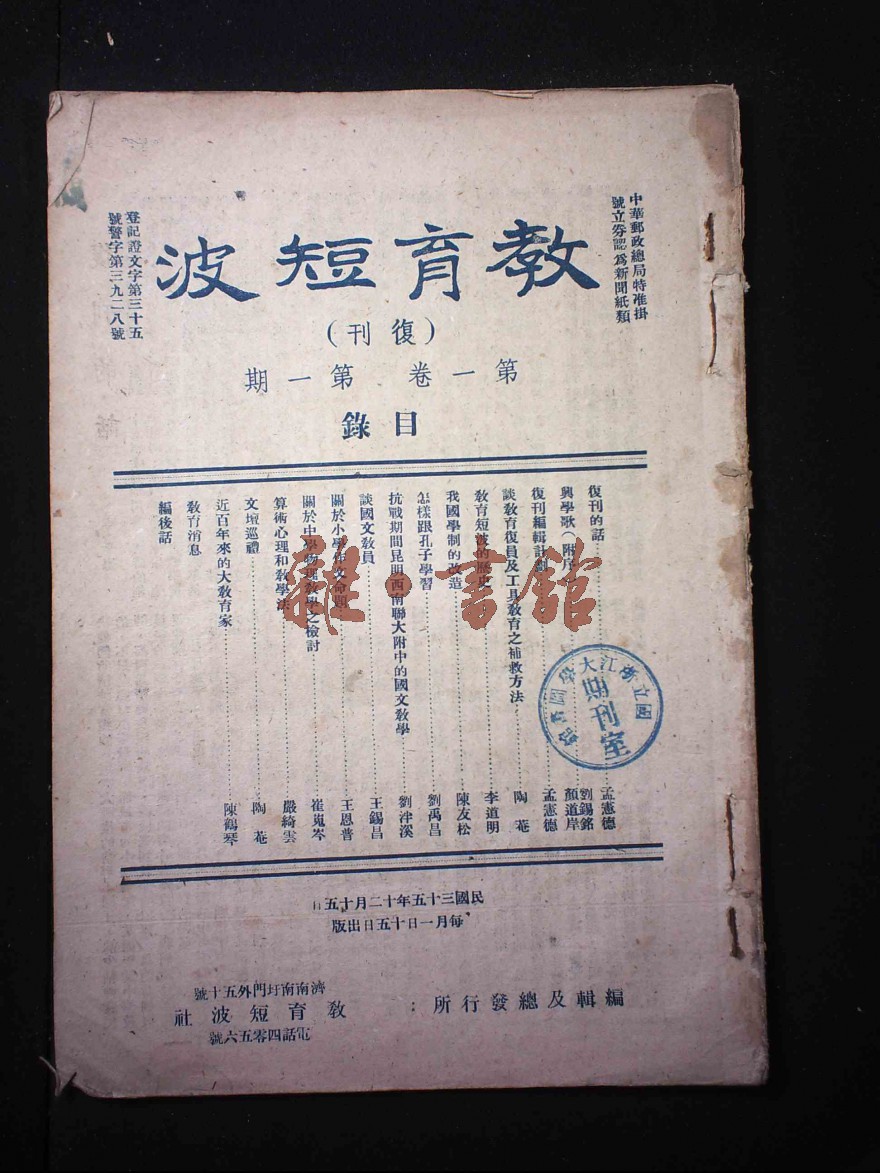 中華郵政總局特准掛
號立券認爲新聞紙類
教育短波
(復刊)
第一卷 第一期
登記證文字第三十五
號警字第三九二八號
目錄
復刊的話……孟憲德
興學歌(附序)……劉錫銘 顏道岸
復刊編輯計劃……孟憲德
談教育復員及工具教育之補救方法……陶菴
教育短波的歷史……李道明
我國學制的改造……陳友松
怎樣跟孔子學習……劉禹昌
抗戰期間昆明西南聯大附中的國文教學……劉泮溪
談國文教員……王錫昌
關於小學作文命題……王恩普
關於中學物理教學之檢討……崔嵬岑
算術心理和教學法……嚴綺雲
文壇巡禮……陶菴
近百年來的大教育家……陳鶴琴
教育消息
編後話
國立浙江大學圖書館
期刊室
雜·書館
民國三十五年十二月十五日
每月一日十五日出版
編輯及總發行所:
濟南南圩門外五十號
教育短波社
電話四零五六號